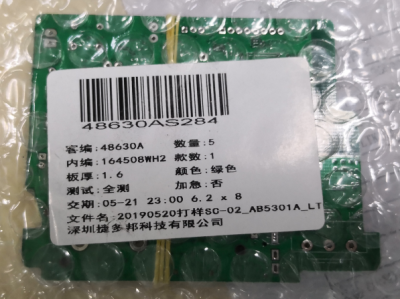 48630AS284
客编:48630A 数量:5
内编:164508WH2 款数:1
板厚:1.6 颜色:绿色
测试:全测 加急:否
交期:05-21 23:00 6.2 x 8
文件名:20190520打样SC-02_AB5301A_LT
深圳捷多邦科技有限公司